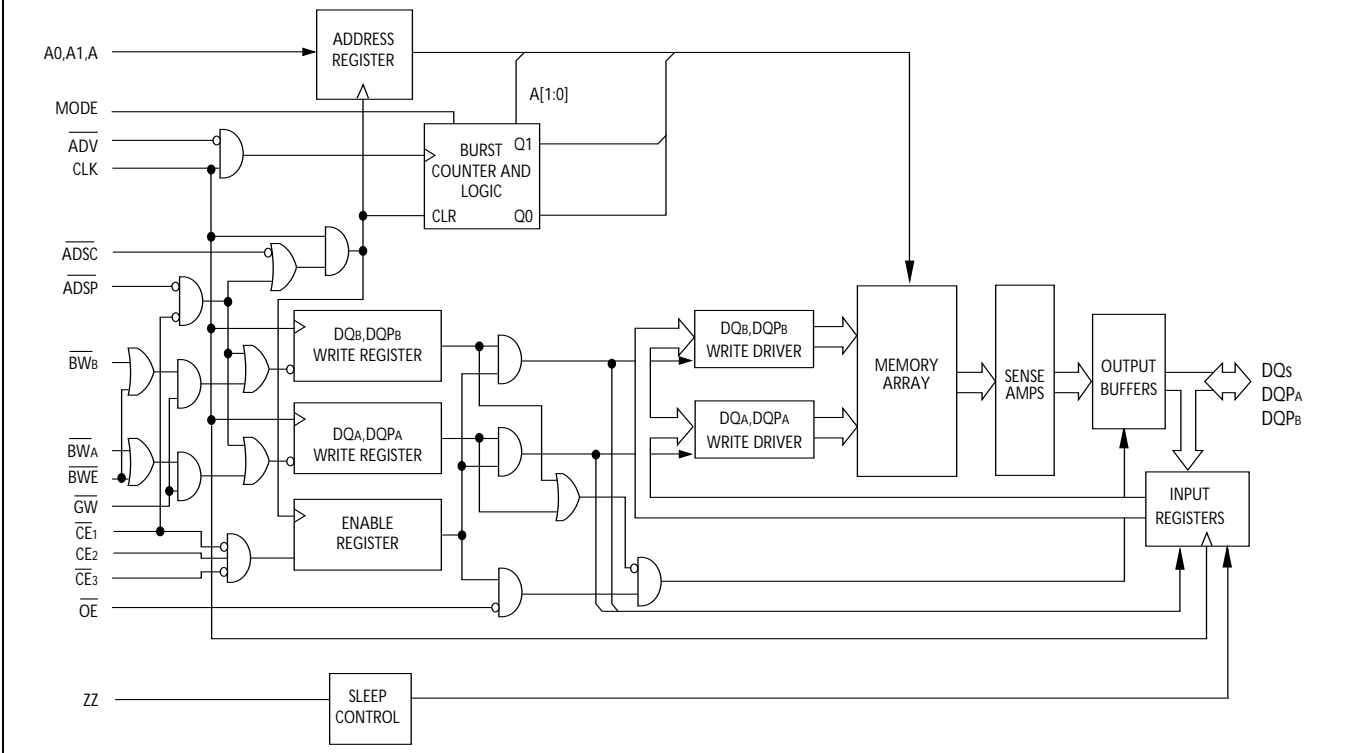 A0,A1,A
ADDRESS
REGISTER
MODE
A[1:0]
ADV
CLK
BURST
COUNTER AND
LOGIC
Q1
CLR
Q0
ADSC
ADSP
DQB,DQPB
WRITE REGISTER
DQB,DQPB
WRITE DRIVER
MEMORY
ARRAY
SENSE
AMPS
OUTPUT
BUFFERS
DQs
DQPA
DQPB
BWB
DQA,DQPA
WRITE REGISTER
DQA,DQPA
WRITE DRIVER
BWA
BWE
GW
CE1
CE2
CE3
ENABLE
REGISTER
INPUT
REGISTERS
OE
ZZ
SLEEP
CONTROL